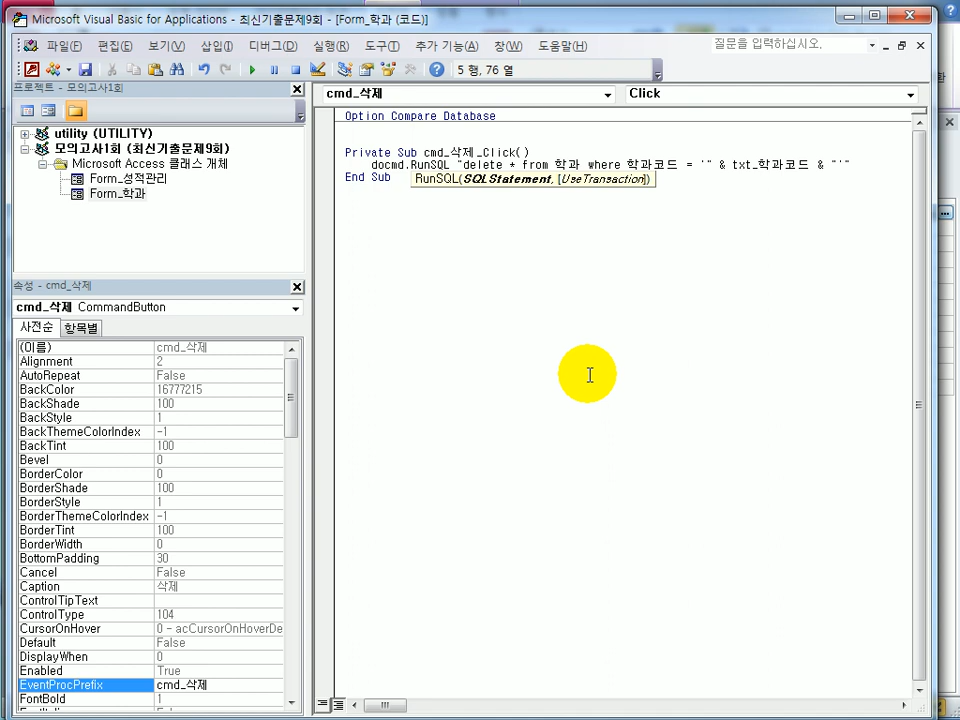 Microsoft Visual Basic for Applications - 최신기출문제9회 - [Form_학과 (코드)]
파일(F) 편집(E) 보기(V) 삽입(I) 디버그(D) 실행(R) 도구(T) 추가 기능(A) 창(W) 도움말(H) 질문을 입력하십시오.
5 행, 76 열
프로젝트 - 모의고사1회
cmd_삭제 Click
utility (UTILITY)
모의고사1회 (최신기출문제9회)
Microsoft Access 클래스 개체
Form_성적관리
Form_학과
Option Compare Database
Private Sub cmd_삭제_Click()
docmd.RunSQL "delete * from 학과 where 학과코드 = '" & txt_학과코드 & "'"
End Sub
RunSQL(SQLStatement, [UseTransaction])
속성 - cmd_삭제
cmd_삭제 CommandButton
사전순 항목별
(이름) cmd_삭제
Alignment 2
AutoRepeat False
BackColor 16777215
BackShade 100
BackStyle 1
BackThemeColorIndex -1
BackTint 100
Bevel 0
BorderColor 0
BorderShade 100
BorderStyle 1
BorderThemeColorIndex -1
BorderTint 100
BorderWidth 0
BottomPadding 30
Cancel False
Caption 삭제
ControlTipText
ControlType 104
CursorOnHover 0 - acCursorOnHoverDe
Default False
DisplayWhen 0
Enabled True
EventProcPrefix cmd_삭제
FontBold 1